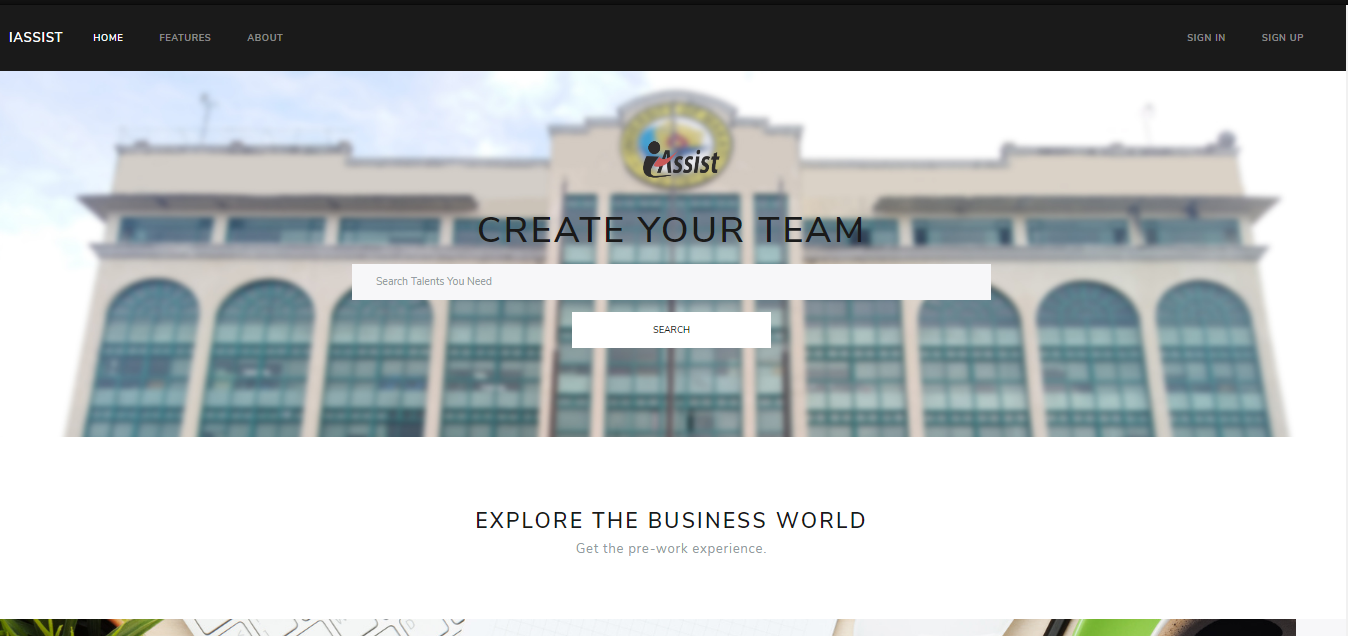 IASSIST HOME FEATURES ABOUT SIGN IN SIGN UP
iAssist
CREATE YOUR TEAM
Search Talents You Need
SEARCH
EXPLORE THE BUSINESS WORLD
Get the pre-work experience.